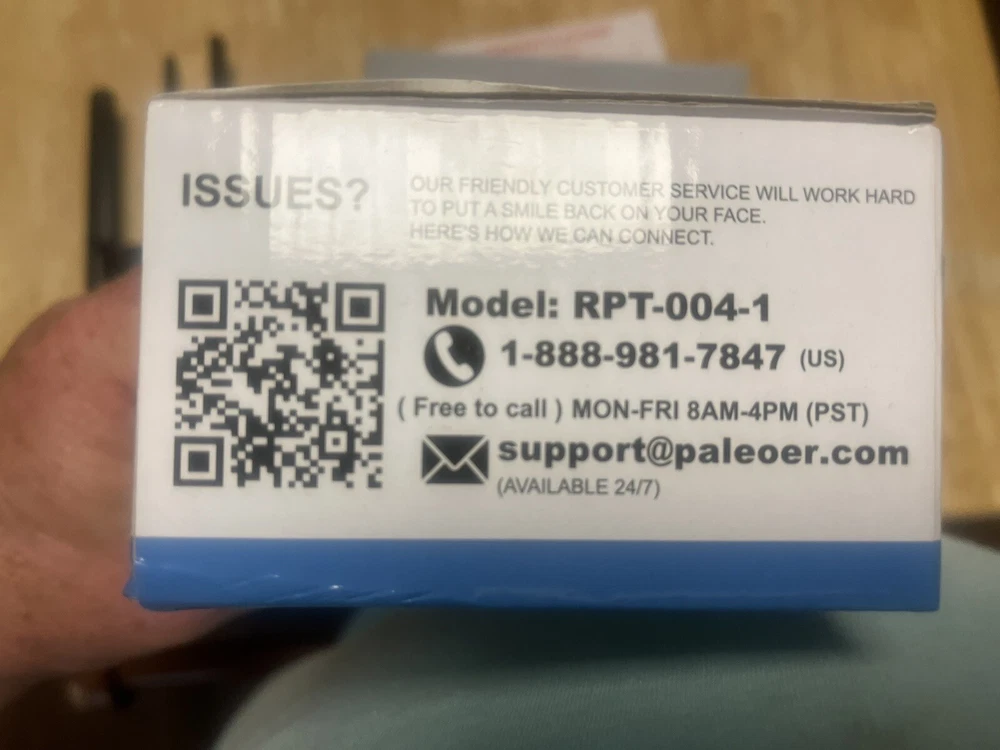 ISSUES?
OUR FRIENDLY CUSTOMER SERVICE WILL WORK HARD
TO PUT A SMILE BACK ON YOUR FACE.
HERE'S HOW WE CAN CONNECT.
Model: RPT-004-1
1-888-981-7847 (US)
( Free to call ) MON-FRI 8AM-4PM (PST)
support@paleoer.com
(AVAILABLE 24/7)